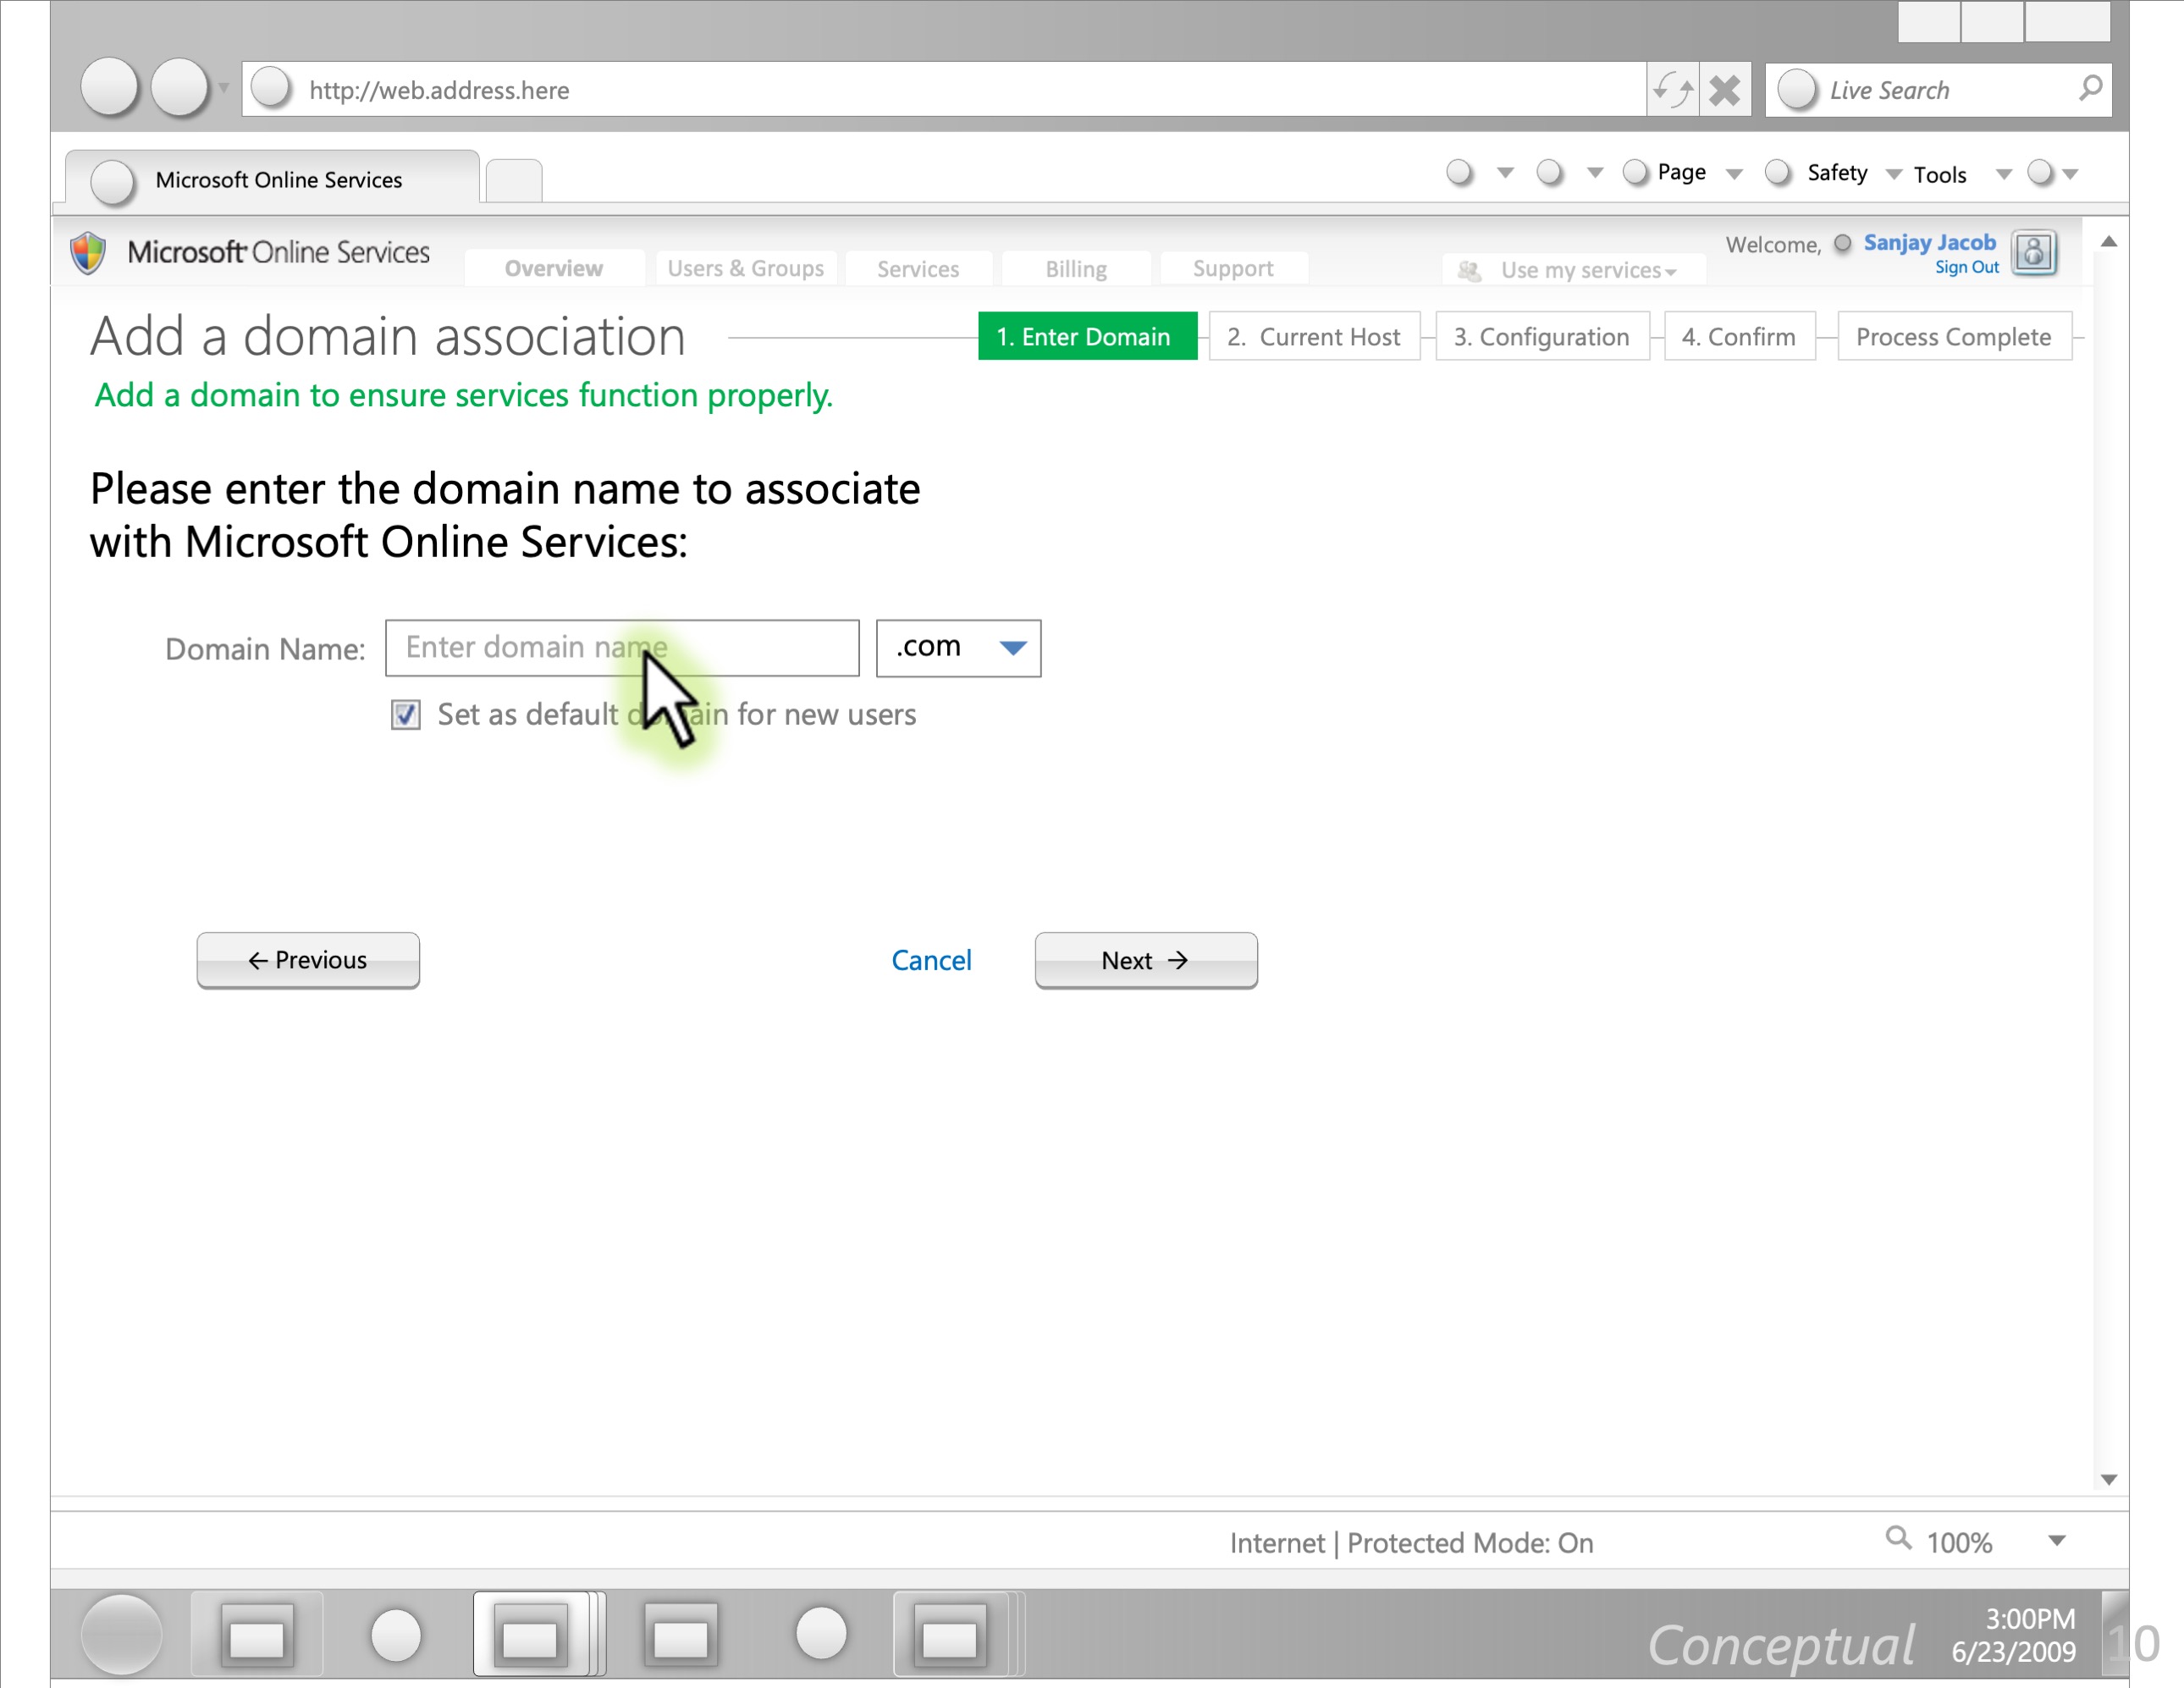 http://web.address.here
Live Search
Microsoft Online Services
Page
Safety
Tools
Microsoft Online Services
Overview
Users & Groups
Services
Billing
Support
Use my services
Welcome, Sanjay Jacob
Sign Out
Add a domain association
1. Enter Domain
2. Current Host
3. Configuration
4. Confirm
Process Complete
Add a domain to ensure services function properly.
Please enter the domain name to associate
with Microsoft Online Services:
Domain Name:
Enter domain name
.com
Set as default domain for new users
← Previous
Cancel
Next →
Internet | Protected Mode: On
100%
Conceptual
3:00PM
6/23/2009
10